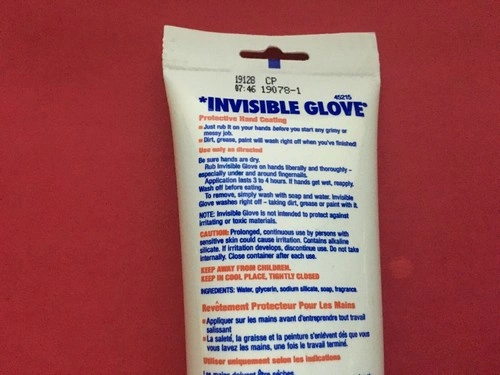 19128 CP
07:46 19078-1
45215
*INVISIBLE GLOVE®
Protective Hand Coating
Just rub it on your hands before you start any grimy or
messy job.
Dirt, grease, paint will wash right off when you're finished!
Use only as directed
Be sure hands are dry.
Rub Invisible Glove on hands liberally and thoroughly –
especially under and around fingernails.
Application lasts 3 to 4 hours. If hands get wet, reapply.
Wash off before eating.
To remove, simply wash with soap and water. Invisible
Glove washes right off – taking dirt, grease or paint with it.
NOTE: Invisible Glove is not intended to protect against
irritating or toxic materials.
CAUTION: Prolonged, continuous use by persons with
sensitive skin could cause irritation. Contains alkaline
silicate. If irritation develops, discontinue use. Do not take
internally. Close container after each use.
KEEP AWAY FROM CHILDREN.
KEEP IN COOL PLACE, TIGHTLY CLOSED
INGREDIENTS: Water, glycerin, sodium silicate, soap, fragrance.
Revêtement Protecteur Pour Les Mains
Appliquer sur les mains avant d'entreprendre tout travail
salissant
La saleté, la graisse et la peinture s'enlèvent dès que vous
vous lavez les mains, une fois le travail terminé.
Utiliser uniquement selon les indications
Les mains doivent être sèches.